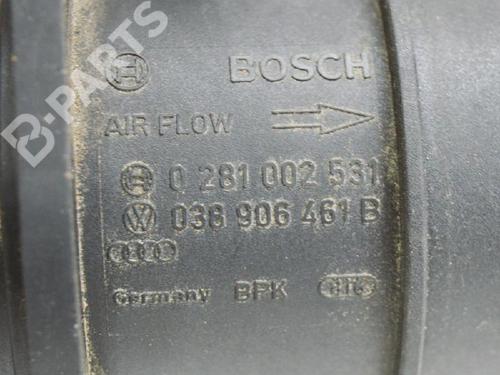 B-PARTS
BOSCH
AIR FLOW
0 281 002 531
038 906 461 B
Germany BPK